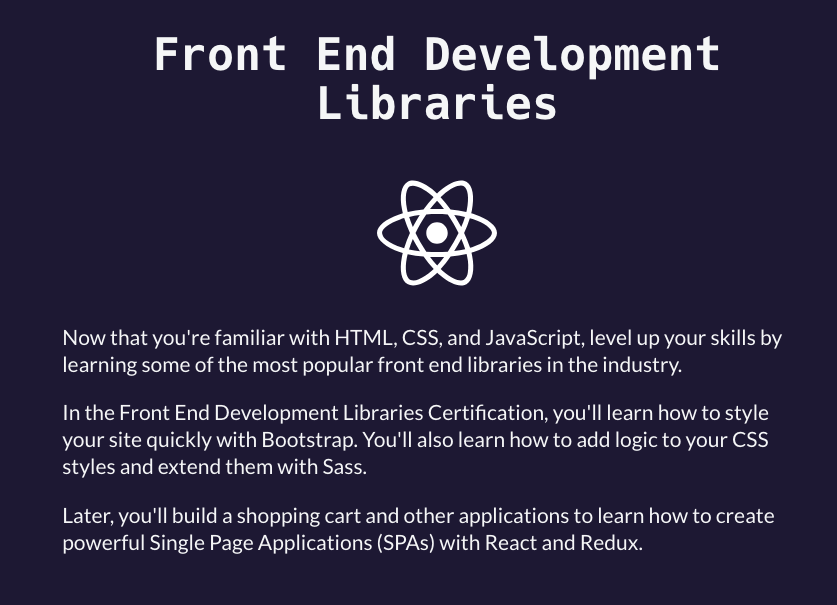 Front End Development
Libraries
Now that you're familiar with HTML, CSS, and JavaScript, level up your skills by
learning some of the most popular front end libraries in the industry.
In the Front End Development Libraries Certification, you'll learn how to style
your site quickly with Bootstrap. You'll also learn how to add logic to your CSS
styles and extend them with Sass.
Later, you'll build a shopping cart and other applications to learn how to create
powerful Single Page Applications (SPAs) with React and Redux.